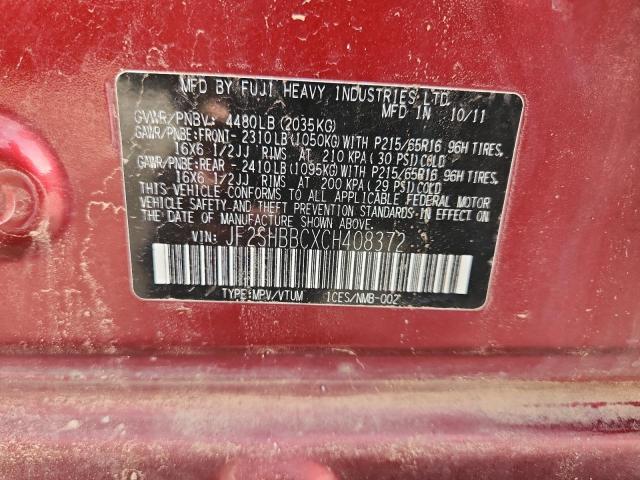 MFD BY FUJI HEAVY INDUSTRIES LTD.
MFD IN 10/11
GVWR/PNBV: 4480LB(2035KG)
GAWR/PNBE:FRONT- 2310LB(1050KG)WITH P215/65R16 96H TIRES,
16X6 1/2JJ RIMS AT 210 KPA( 30 PSI)COLD
GAWR/PNBE:REAR - 2410LB(1095KG)WITH P215/65R16 96H TIRES,
16X6 1/2JJ RIMS AT 200 KPA( 29 PSI)COLD
THIS VEHICLE CONFORMS TO ALL APPLICABLE FEDERAL MOTOR
VEHICLE SAFETY,BUMPER,AND THEFT PREVENTION STANDARDS IN EFFECT
ON THE DATE OF MANUFACTURE SHOWN ABOVE.
VIN: JF2SHBBCXCH408372
TYPE:MPV/VTUM 1CES/NMB-00Z